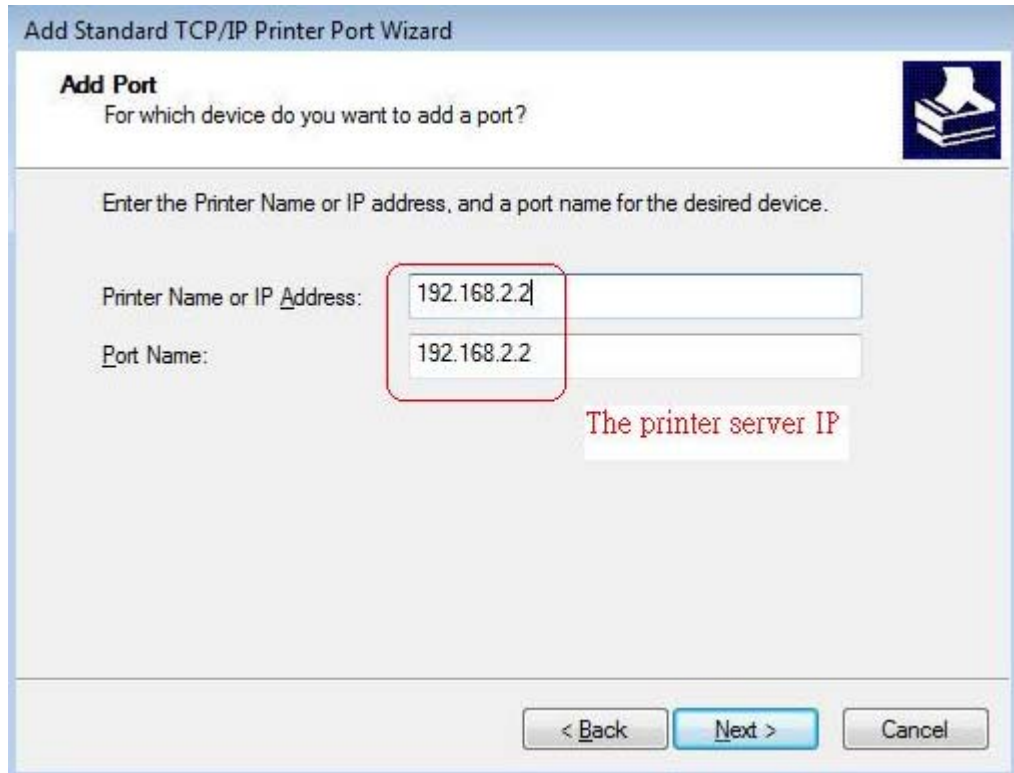 Add Standard TCP/IP Printer Port Wizard
Add Port
For which device do you want to add a port?
Enter the Printer Name or IP address, and a port name for the desired device.
Printer Name or IP Address: 192.168.2.2
Port Name: 192.168.2.2
The printer server IP
< Back Next > Cancel